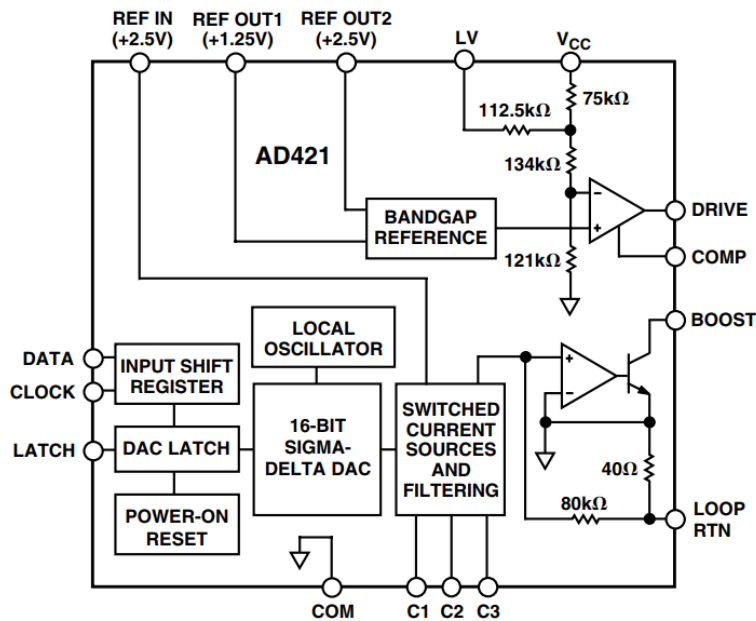 REF IN
(+2.5V)
REF OUT1
(+1.25V)
REF OUT2
(+2.5V)
LV
VCC
75kΩ
112.5kΩ
AD421
134kΩ
BANDGAP
REFERENCE
−
+
DRIVE
121kΩ
COMP
BOOST
LOCAL
OSCILLATOR
DATA
CLOCK
INPUT SHIFT
REGISTER
+
−
16-BIT
SIGMA-
DELTA DAC
SWITCHED
CURRENT
SOURCES
AND
FILTERING
LATCH
DAC LATCH
40Ω
80kΩ
LOOP
RTN
POWER-ON
RESET
COM
C1
C2
C3